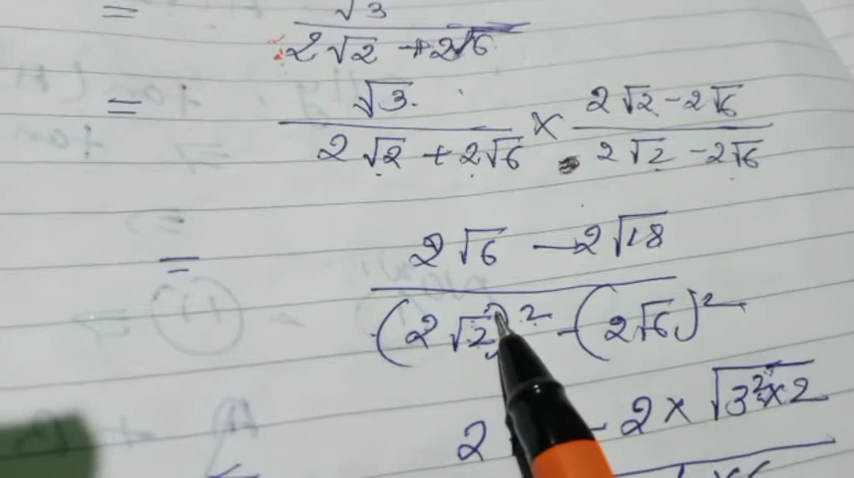 = √3 / (2√2 + 2√6)
= √3 / (2√2 + 2√6) × (2√2 - 2√6) / (2√2 - 2√6)
= (2√6 - 2√18) / ((2√2)² - (2√6)²)
2 - 2 × √(3² × 2)